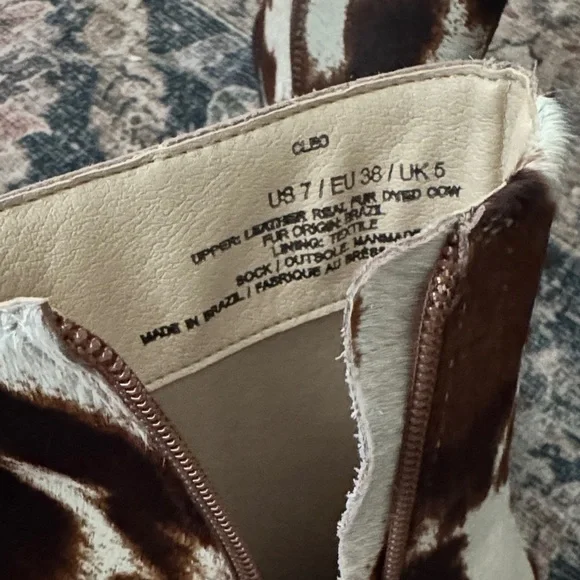 CLEO
US 7 / EU 38 / UK 5
UPPER: LEATHER REAL FUR DYED COW
FUR ORIGIN: BRAZIL
LINING: TEXTILE
SOCK / OUTSOLE MANMADE
MADE IN BRAZIL / FABRIQUE AU BRÉS